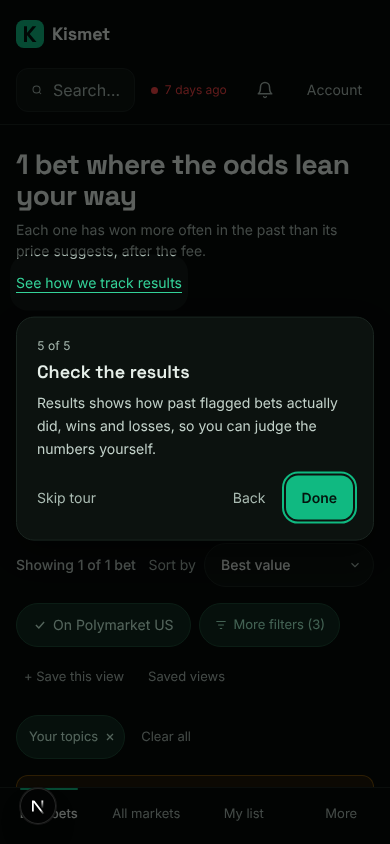 Kismet
Search...
7 days ago
Account
1 bet where the odds lean
your way
Each one has won more often in the past than its
price suggests, after the fee.
See how we track results
5 of 5
Check the results
Results shows how past flagged bets actually
did, wins and losses, so you can judge the
numbers yourself.
Skip tour
Back
Done
Showing 1 of 1 bet
Sort by
Best value
On Polymarket US
More filters (3)
+ Save this view
Saved views
Your topics ×
Clear all
N
bets
All markets
My list
More